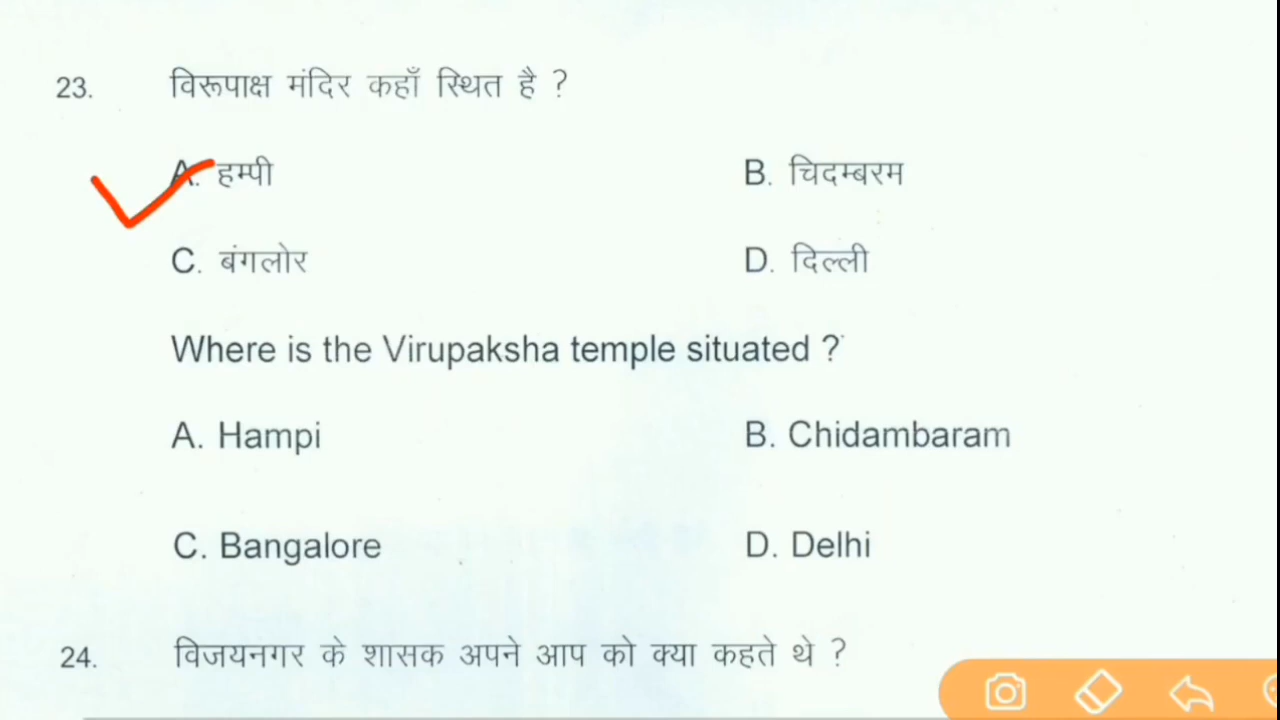 23. विरूपाक्ष मंदिर कहाँ स्थित है ?
A. हम्पी B. चिदम्बरम
C. बंगलोर D. दिल्ली
Where is the Virupaksha temple situated ?
A. Hampi B. Chidambaram
C. Bangalore D. Delhi
24. विजयनगर के शासक अपने आप को क्या कहते थे ?